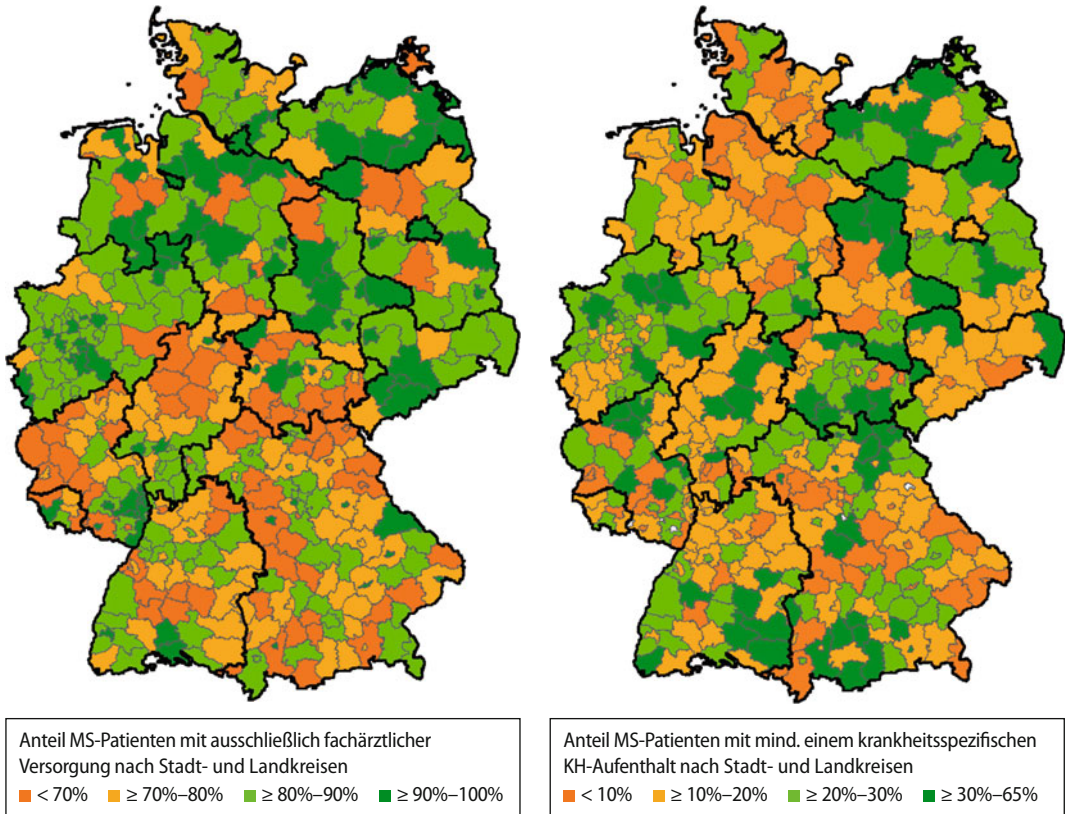 Anteil MS-Patienten mit ausschließlich fachärztlicher
Versorgung nach Stadt- und Landkreisen
< 70% ≥ 70%–80% ≥ 80%–90% ≥ 90%–100%
Anteil MS-Patienten mit mind. einem krankheitsspezifischen
KH-Aufenthalt nach Stadt- und Landkreisen
< 10% ≥ 10%–20% ≥ 20%–30% ≥ 30%–65%